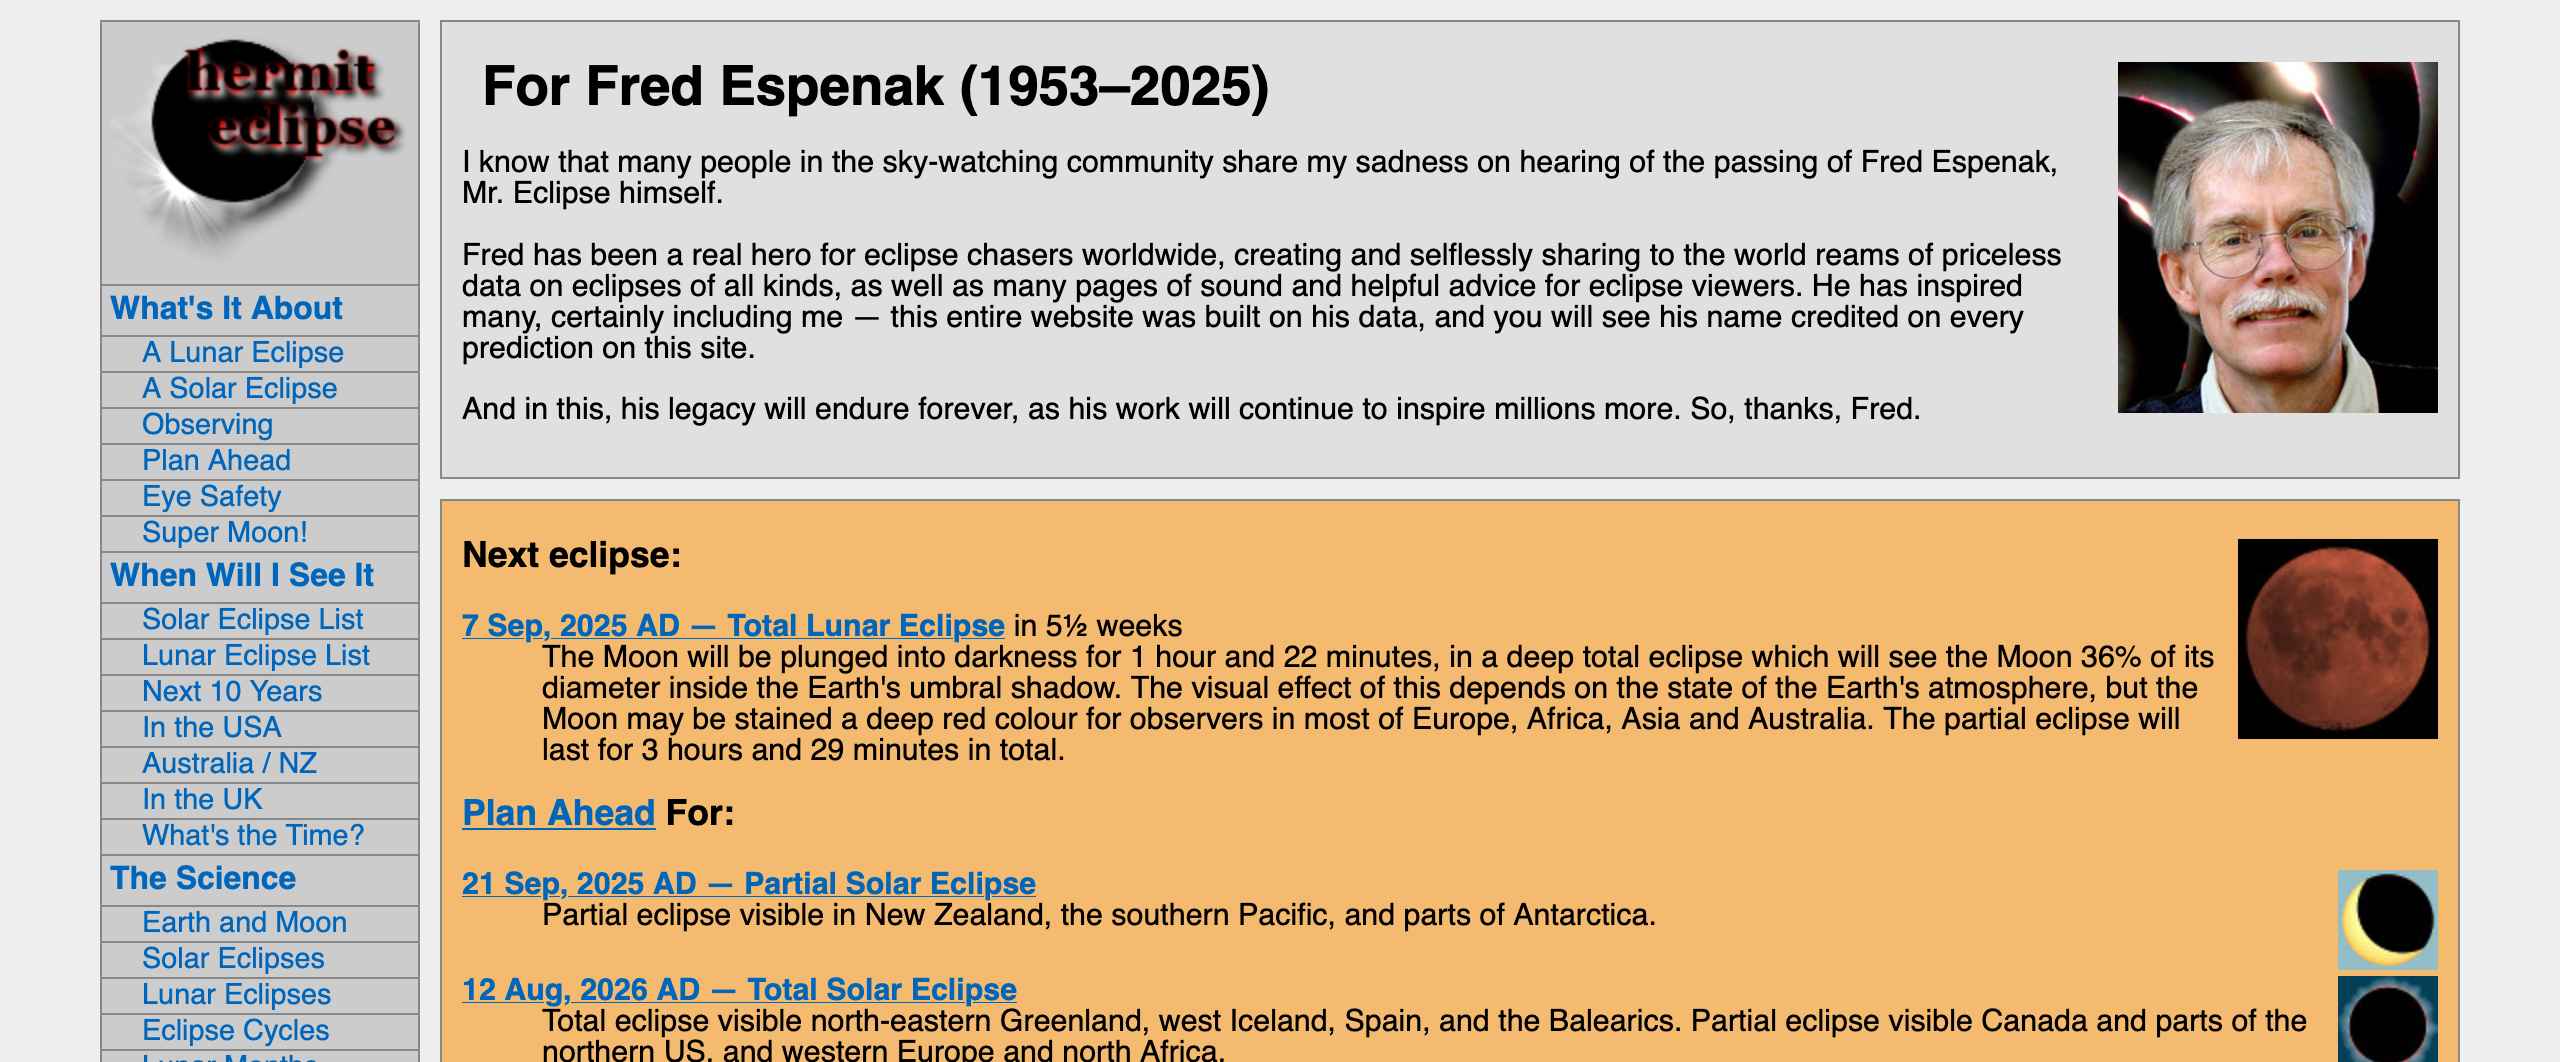 hermit
eclipse
What's It About
A Lunar Eclipse
A Solar Eclipse
Observing
Plan Ahead
Eye Safety
Super Moon!
When Will I See It
Solar Eclipse List
Lunar Eclipse List
Next 10 Years
In the USA
Australia / NZ
In the UK
What's the Time?
The Science
Earth and Moon
Solar Eclipses
Lunar Eclipses
Eclipse Cycles
Lunar Months
For Fred Espenak (1953–2025)
I know that many people in the sky-watching community share my sadness on hearing of the passing of Fred Espenak,
Mr. Eclipse himself.
Fred has been a real hero for eclipse chasers worldwide, creating and selflessly sharing to the world reams of priceless
data on eclipses of all kinds, as well as many pages of sound and helpful advice for eclipse viewers. He has inspired
many, certainly including me — this entire website was built on his data, and you will see his name credited on every
prediction on this site.
And in this, his legacy will endure forever, as his work will continue to inspire millions more. So, thanks, Fred.
Next eclipse:
7 Sep, 2025 AD — Total Lunar Eclipse in 5½ weeks
The Moon will be plunged into darkness for 1 hour and 22 minutes, in a deep total eclipse which will see the Moon 36% of its
diameter inside the Earth's umbral shadow. The visual effect of this depends on the state of the Earth's atmosphere, but the
Moon may be stained a deep red colour for observers in most of Europe, Africa, Asia and Australia. The partial eclipse will
last for 3 hours and 29 minutes in total.
Plan Ahead For:
21 Sep, 2025 AD — Partial Solar Eclipse
Partial eclipse visible in New Zealand, the southern Pacific, and parts of Antarctica.
12 Aug, 2026 AD — Total Solar Eclipse
Total eclipse visible north-eastern Greenland, west Iceland, Spain, and the Balearics. Partial eclipse visible Canada and parts of the
northern US, and western Europe and north Africa.